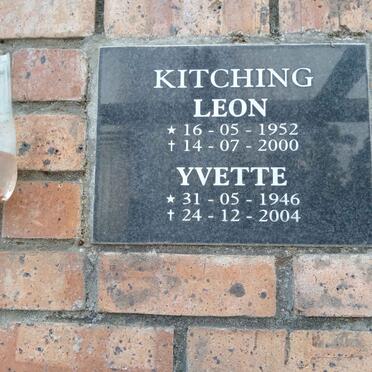 KITCHING
LEON
★ 16 - 05 - 1952
† 14 - 07 - 2000
YVETTE
★ 31 - 05 - 1946
† 24 - 12 - 2004